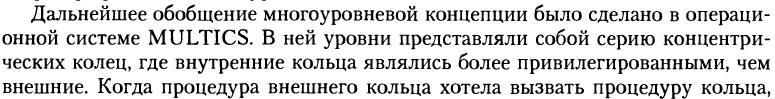 Дальнейшее обобщение многоуровневой концепции было сделано в операци-
онной системе MULTICS. В ней уровни представляли собой серию концентри-
ческих колец, где внутренние кольца являлись более привилегированными, чем
внешние. Когда процедура внешнего кольца хотела вызвать процедуру кольца,